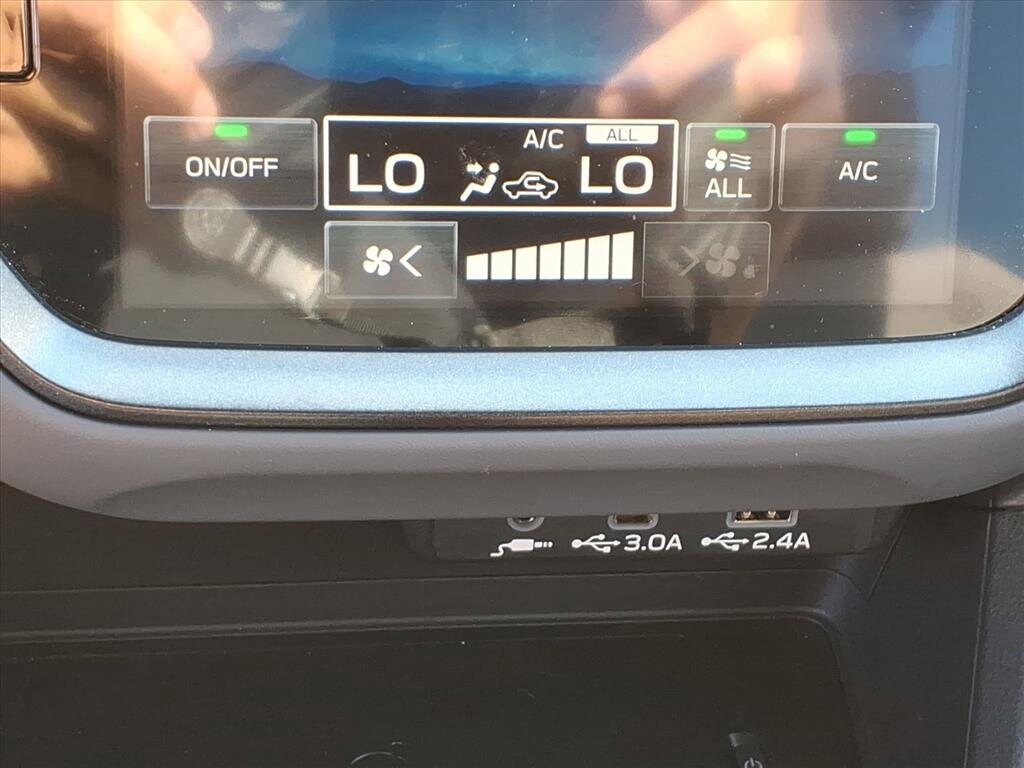 ON/OFF
A/C ALL
LO LO
ALL
A/C
<
>
3.0A 2.4A